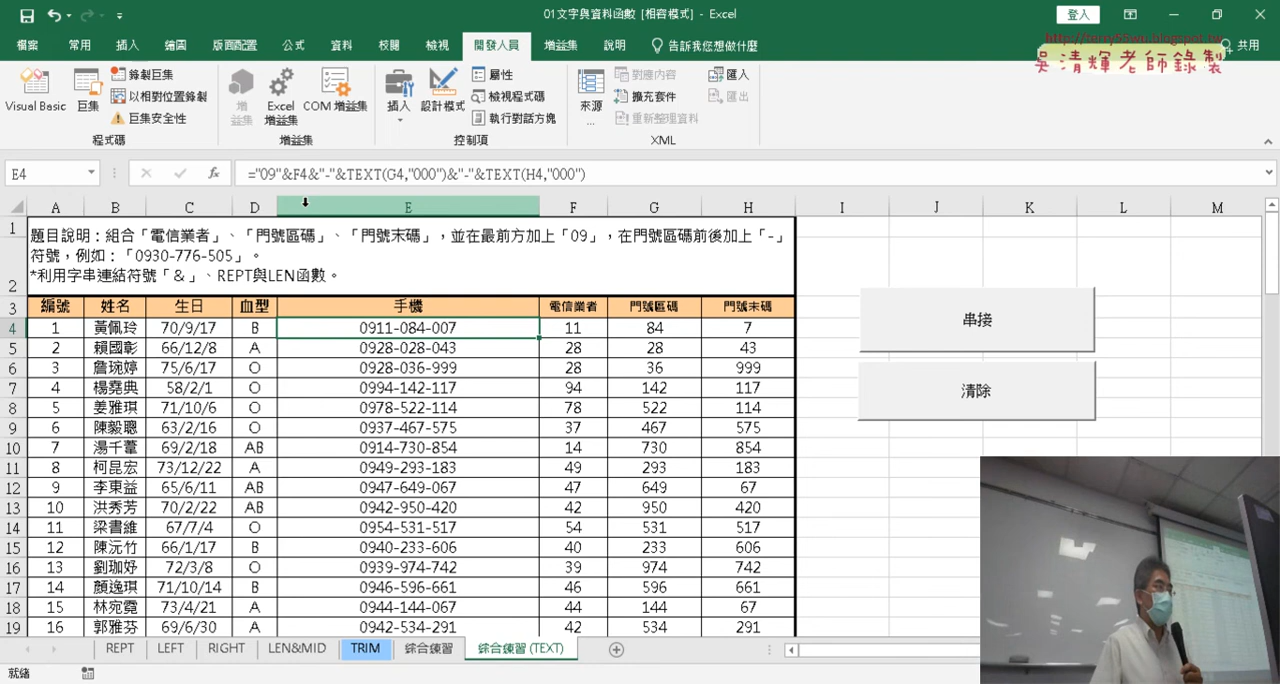 01文字與資料函數 [相容模式] - Excel
登入
檔案 常用 插入 繪圖 版面配置 公式 資料 校閱 檢視 開發人員 增益集 說明 告訴我您想做什麼
http://terry55wu.blogspot.tw
共用
吳清輝老師錄製
Visual Basic 巨集 錄製巨集 以相對位置錄製 巨集安全性
程式碼
增益集 Excel 增益集 COM 增益集
增益集
插入 設計模式 屬性 檢視程式碼 執行對話方塊
控制項
來源 ... 對應內容 擴充套件 重新整理資料 匯入 匯出
XML
E4
fx
="09"&F4&"-"&TEXT(G4,"000")&"-"&TEXT(H4,"000")
A B C D E F G H I J K L M
1 題目說明：組合「電信業者」、「門號區碼」、「門號末碼」，並在最前方加上「09」，在門號區碼前後加上「-」
2 符號，例如：「0930-776-505」。
*利用字串連結符號「&」、REPT與LEN函數。
3 編號 姓名 生日 血型 手機 電信業者 門號區碼 門號末碼
4 1 黃佩玲 70/9/17 B 0911-084-007 11 84 7
5 2 賴國彰 66/12/8 A 0928-028-043 28 28 43
6 3 詹琬婷 75/6/17 O 0928-036-999 28 36 999
7 4 楊堯典 58/2/1 O 0994-142-117 94 142 117
8 5 姜雅琪 71/10/6 O 0978-522-114 78 522 114
9 6 陳毅聰 63/2/16 O 0937-467-575 37 467 575
10 7 湯千葦 69/2/18 AB 0914-730-854 14 730 854
11 8 柯昆宏 73/12/22 A 0949-293-183 49 293 183
12 9 李東益 65/6/11 AB 0947-649-067 47 649 67
13 10 洪秀芳 70/2/22 AB 0942-950-420 42 950 420
14 11 梁書維 67/7/4 O 0954-531-517 54 531 517
15 12 陳沅竹 66/1/17 B 0940-233-606 40 233 606
16 13 劉珈妤 72/3/8 O 0939-974-742 39 974 742
17 14 顏逸琪 71/10/14 B 0946-596-661 46 596 661
18 15 林宛霓 73/4/21 A 0944-144-067 44 144 67
19 16 郭雅芬 69/6/30 A 0942-534-291 42 534 291
串接
清除
REPT LEFT RIGHT LEN&MID TRIM 綜合練習 綜合練習 (TEXT)
就緒